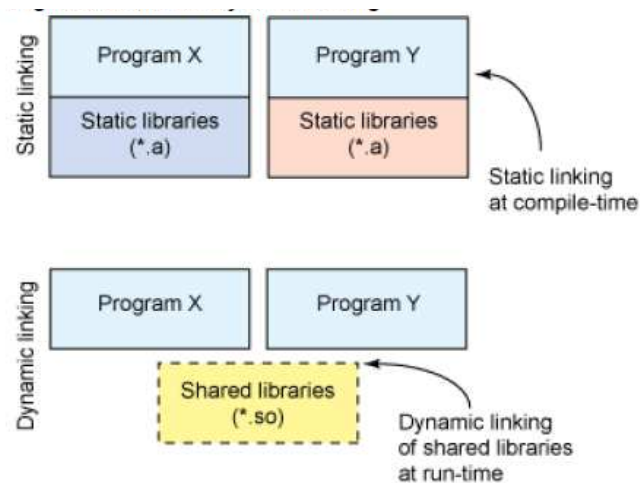 Static linking
Program X
Program Y
Static libraries
(*.a)
Static libraries
(*.a)
Static linking
at compile-time
Dynamic linking
Program X
Program Y
Shared libraries
(*.so)
Dynamic linking
of shared libraries
at run-time